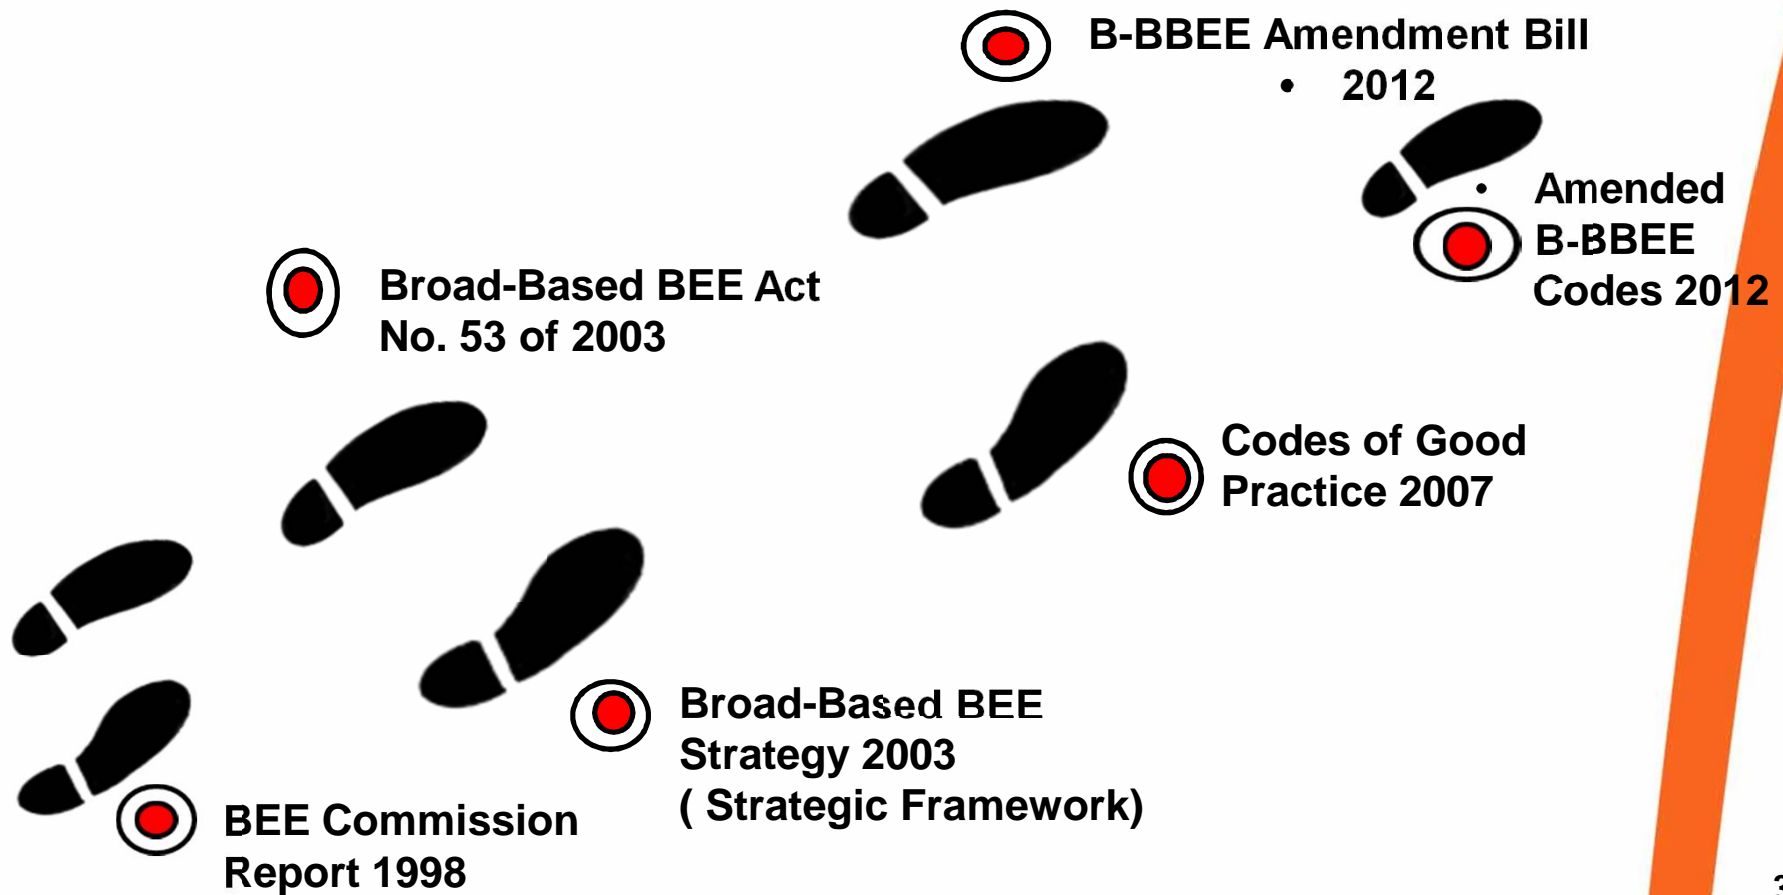 B-BBEE Amendment Bill
• 2012
• Amended
B-BBEE
Codes 2012
Broad-Based BEE Act
No. 53 of 2003
Codes of Good
Practice 2007
Broad-Based BEE
Strategy 2003
( Strategic Framework)
BEE Commission
Report 1998